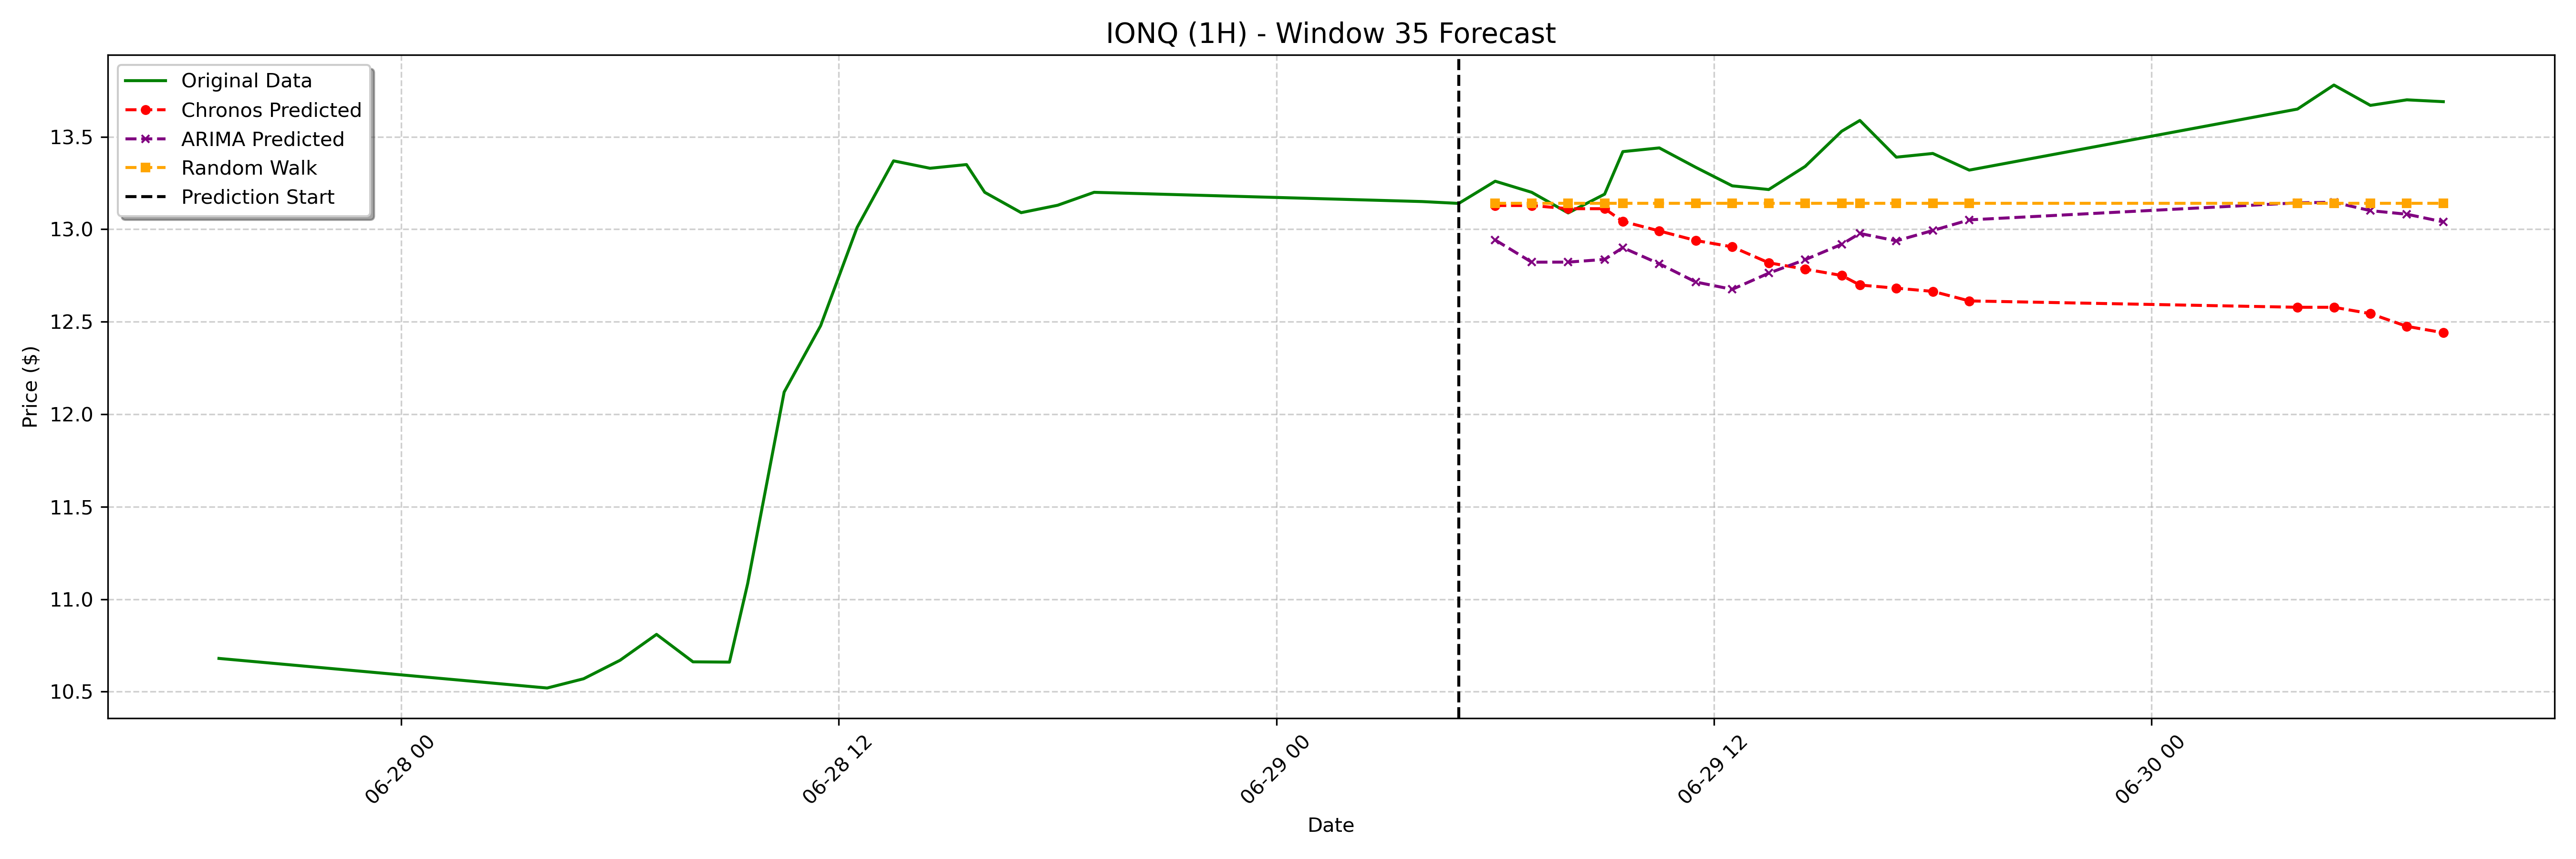 IONQ (1H) - Window 35 Forecast
Original Data
Chronos Predicted
ARIMA Predicted
Random Walk
Prediction Start
Price ($)
13.5
13.0
12.5
12.0
11.5
11.0
10.5
06-28 00
06-28 12
06-29 00
06-29 12
06-30 00
Date